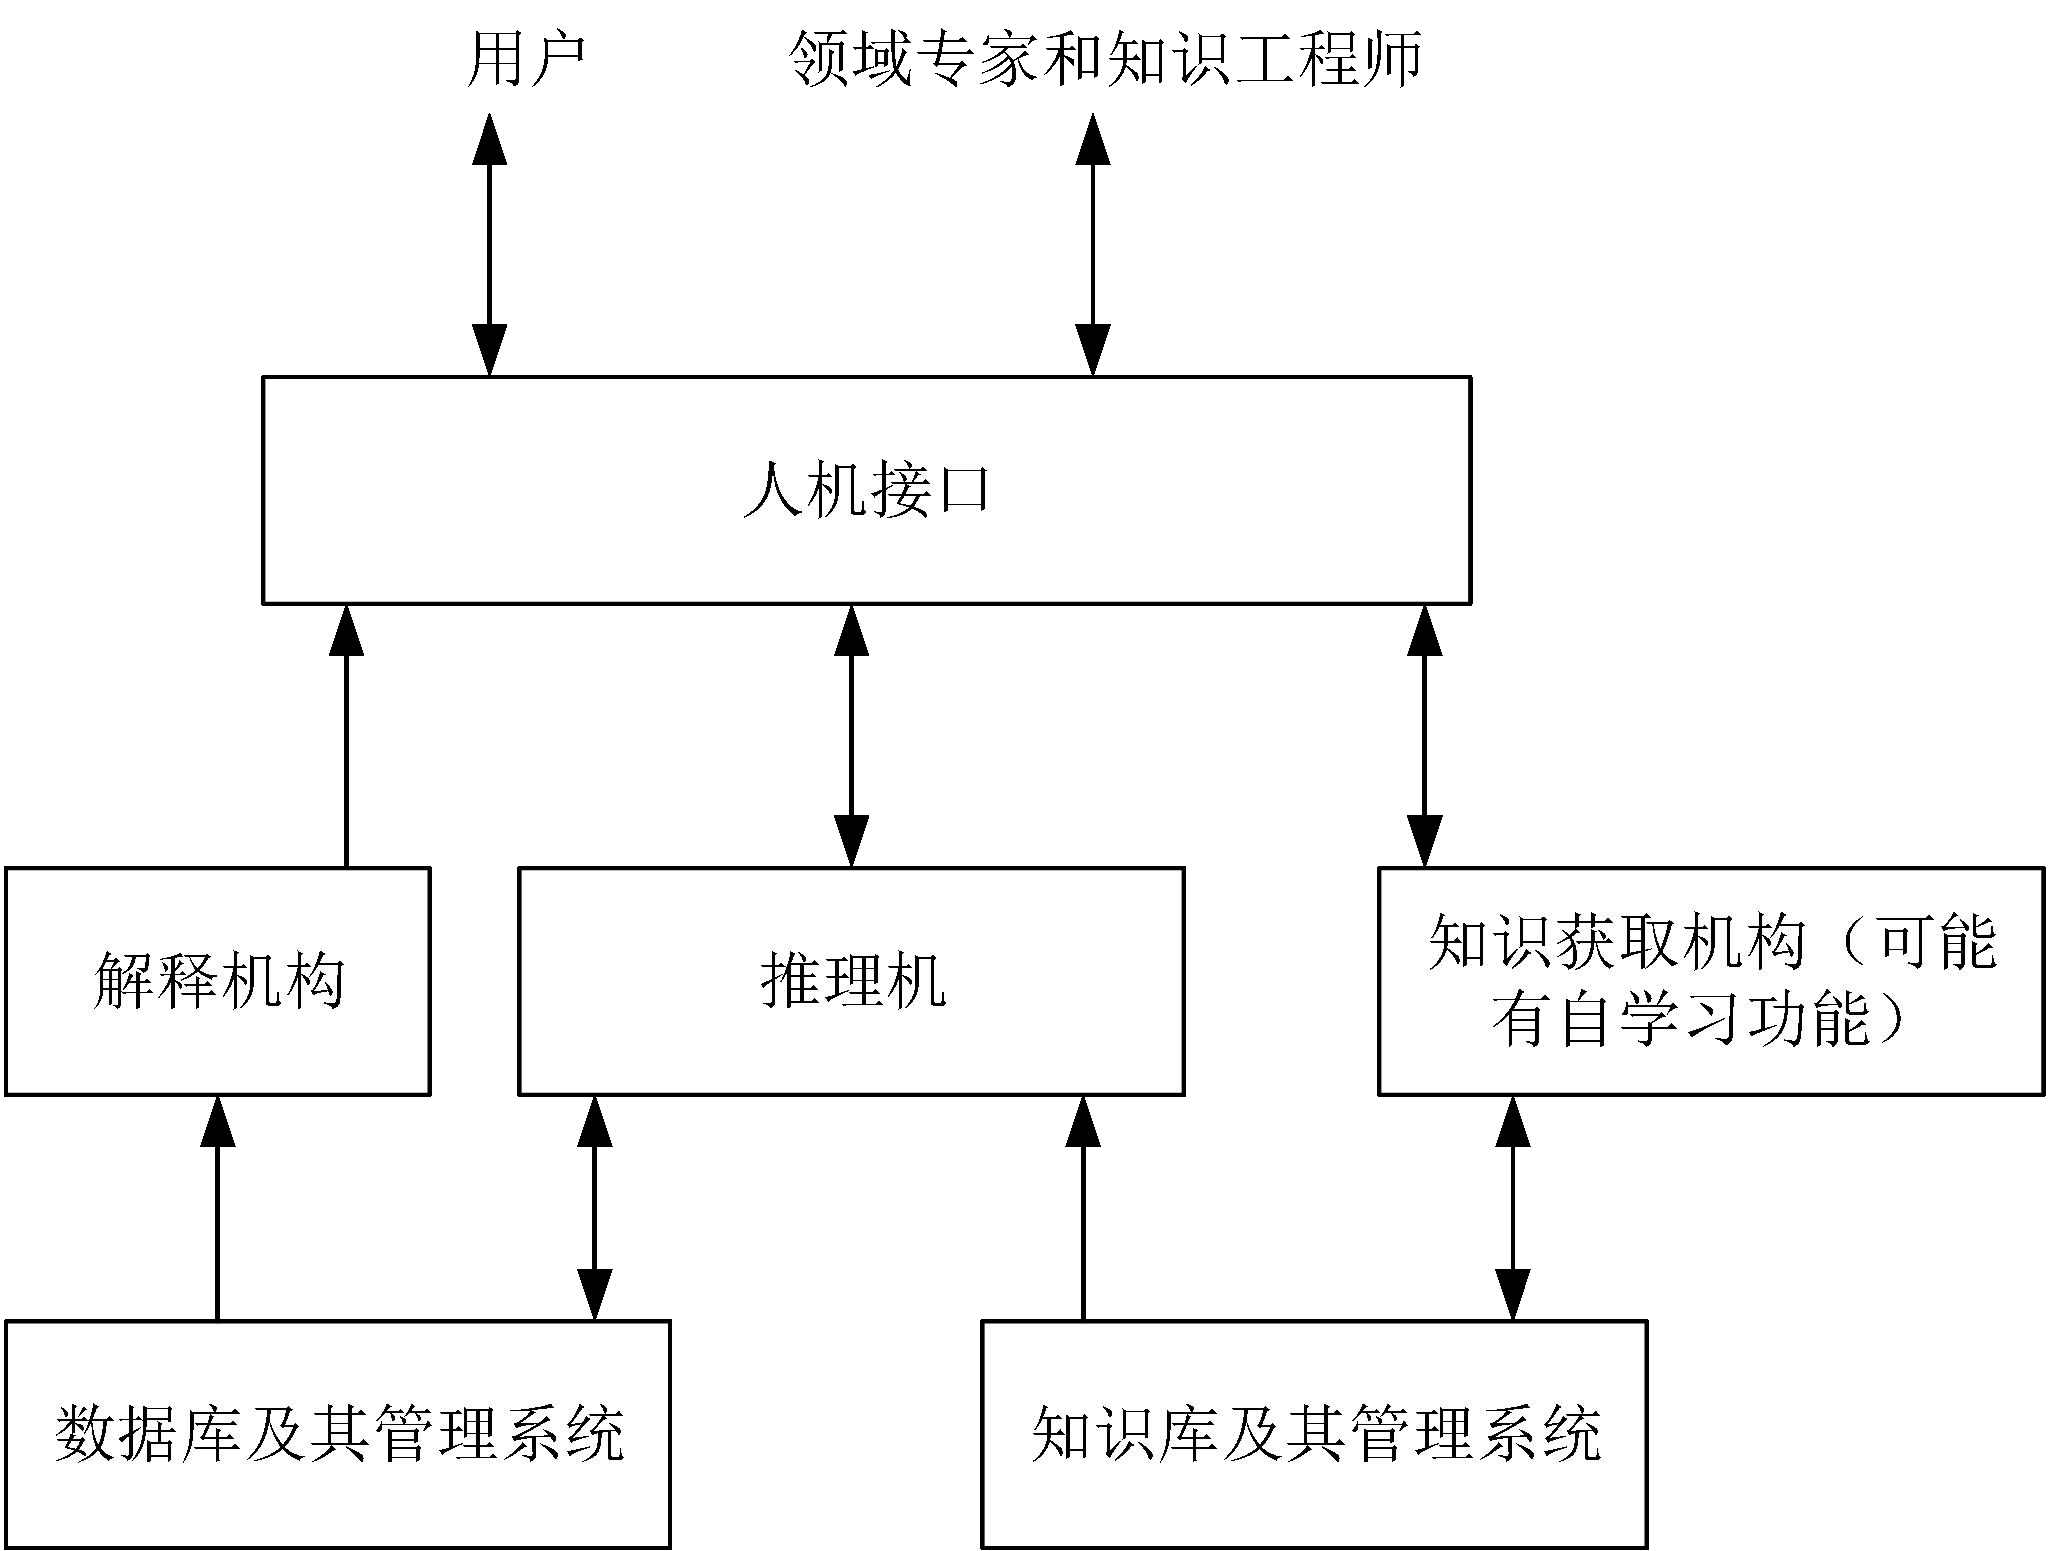 用户
领域专家和知识工程师
人机接口
解释机构
推理机
知识获取机构（可能
有自学习功能）
数据库及其管理系统
知识库及其管理系统